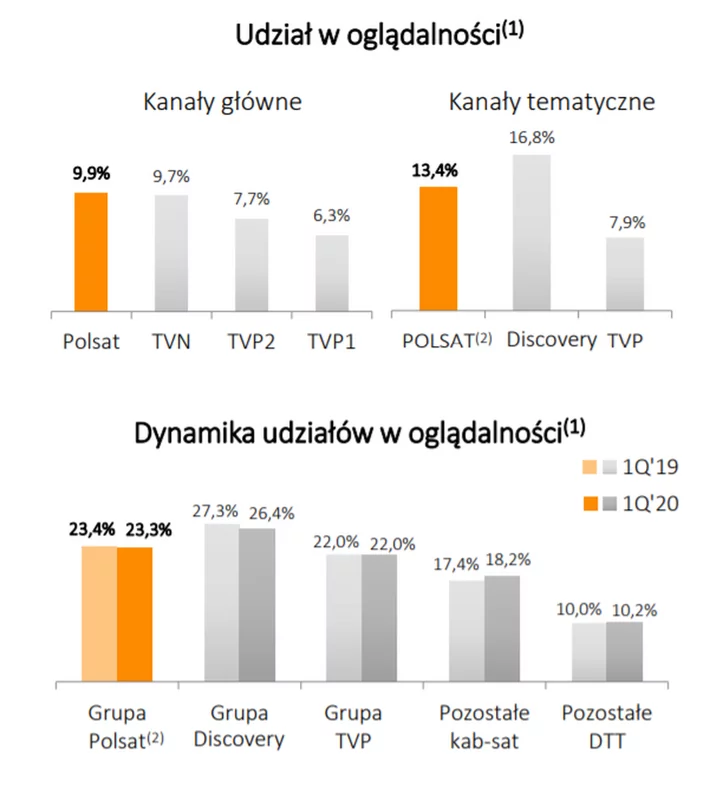 Udział w oglądalności(1)
Kanały główne
Kanały tematyczne
9,9% 9,7% 7,7% 6,3%
Polsat TVN TVP2 TVP1
13,4% 16,8% 7,9%
POLSAT(2) Discovery TVP
Dynamika udziałów w oglądalności(1)
1Q'19
1Q'20
23,4% 23,3% 27,3% 26,4% 22,0% 22,0% 17,4% 18,2% 10,0% 10,2%
Grupa
Polsat(2)
Grupa
Discovery
Grupa
TVP
Pozostałe
kab-sat
Pozostałe
DTT